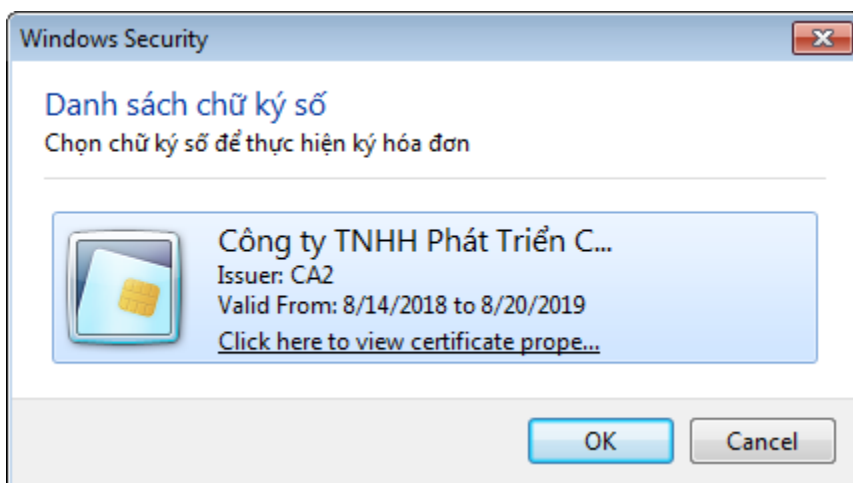 Windows Security
Danh sách chữ ký số
Chọn chữ ký số để thực hiện ký hóa đơn
Công ty TNHH Phát Triển C...
Issuer: CA2
Valid From: 8/14/2018 to 8/20/2019
Click here to view certificate prope...
OK
Cancel